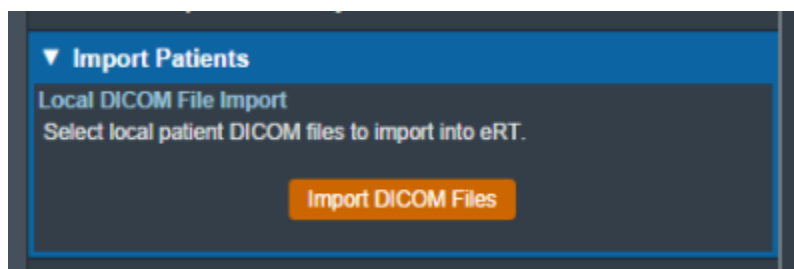 ▼ Import Patients
Local DICOM File Import
Select local patient DICOM files to import into eRT.
Import DICOM Files